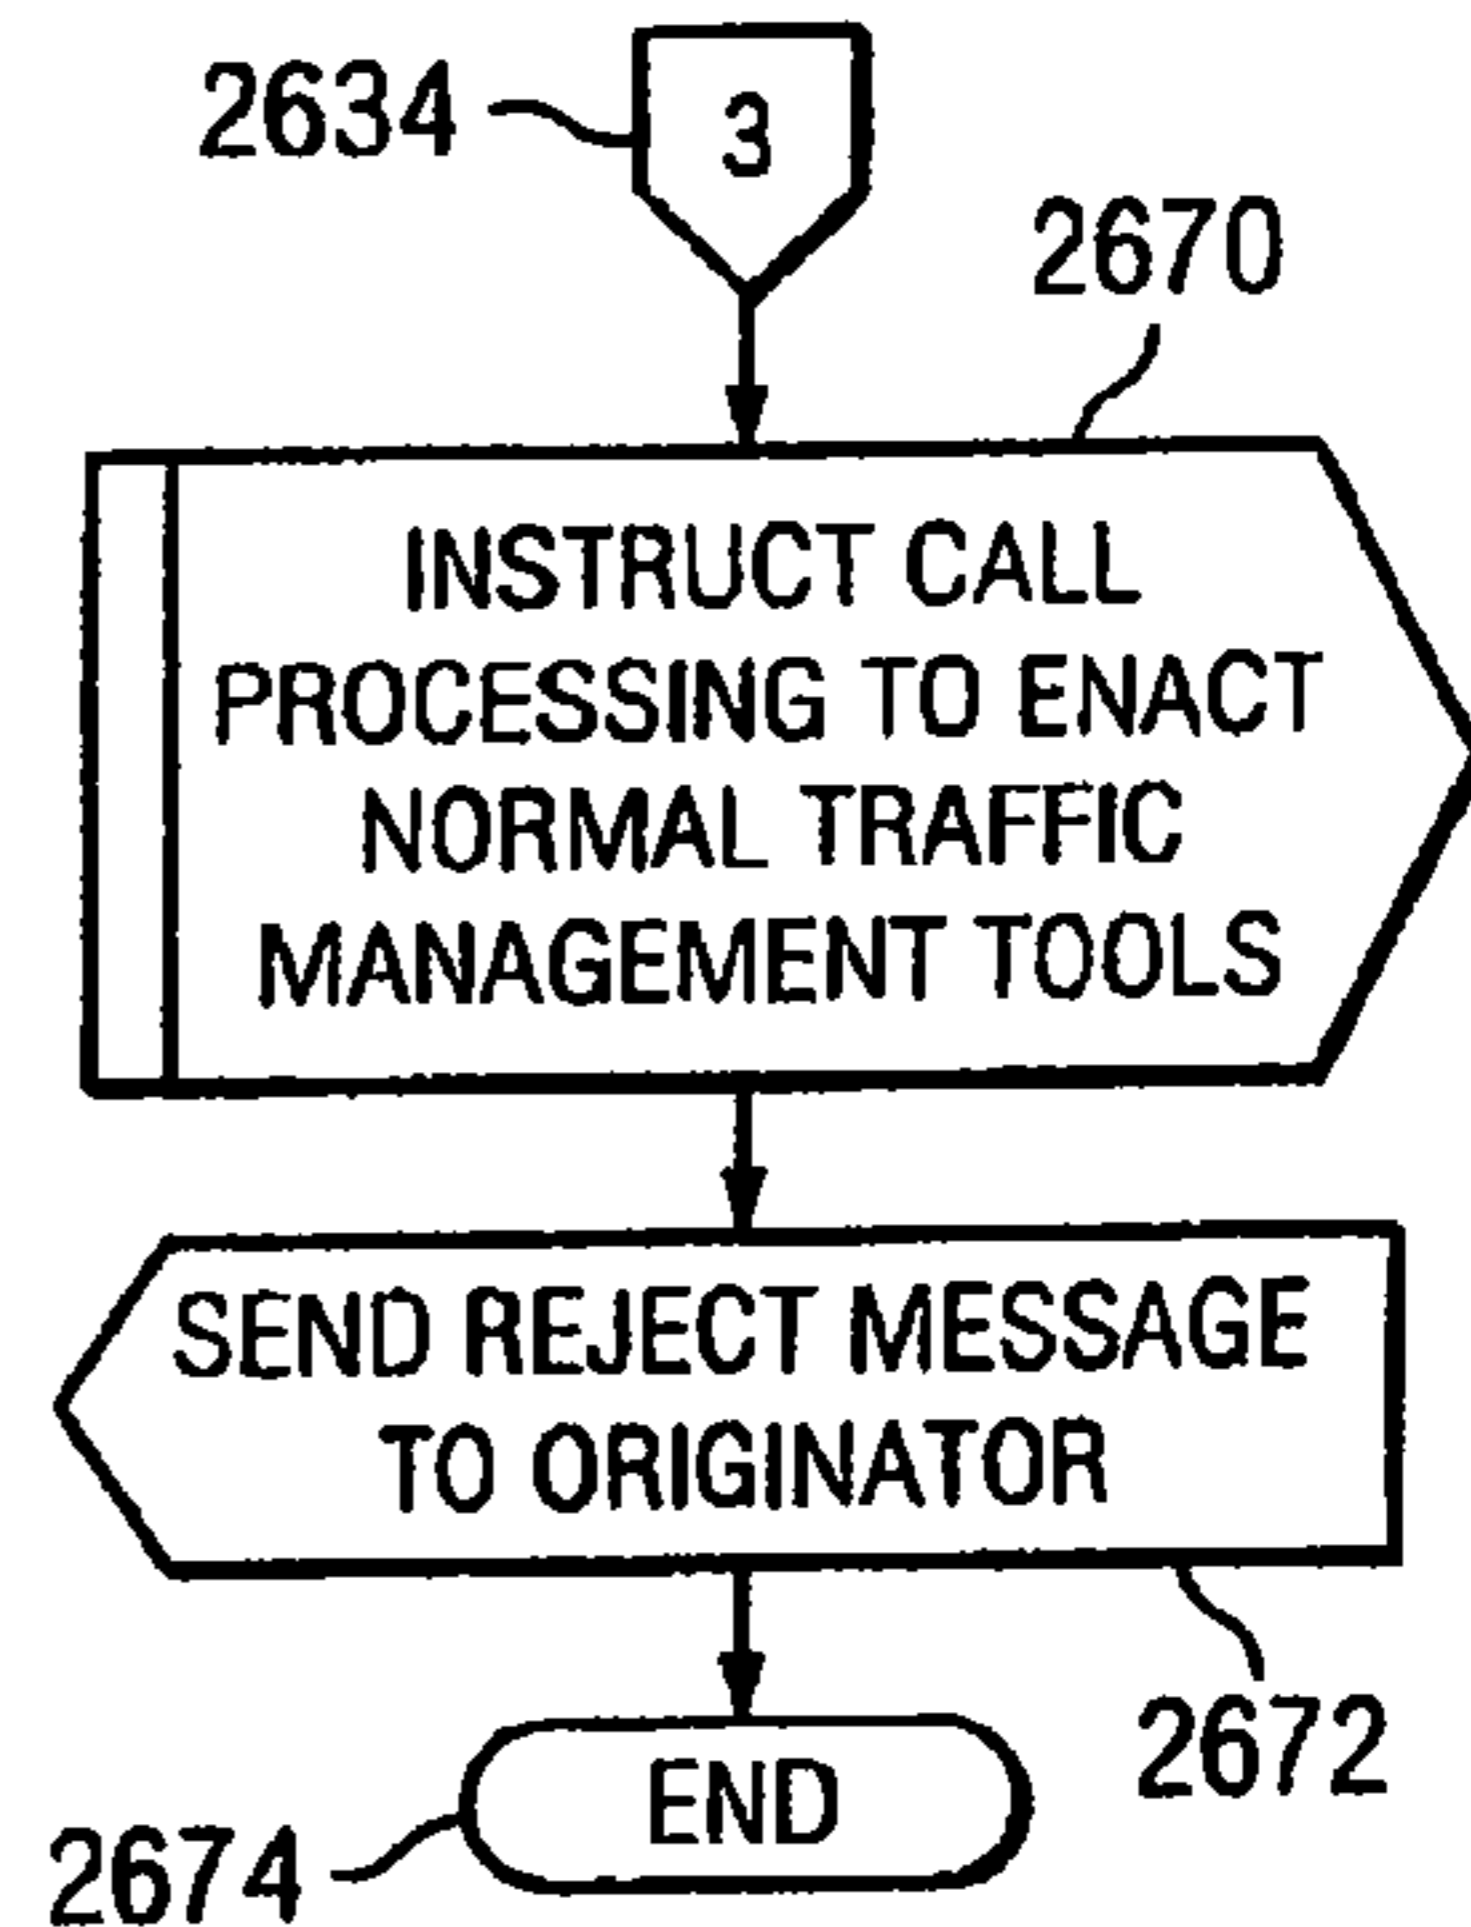 2634
3
2670
INSTRUCT CALL
PROCESSING TO ENACT
NORMAL TRAFFIC
MANAGEMENT TOOLS
SEND REJECT MESSAGE
TO ORIGINATOR
2672
END
2674